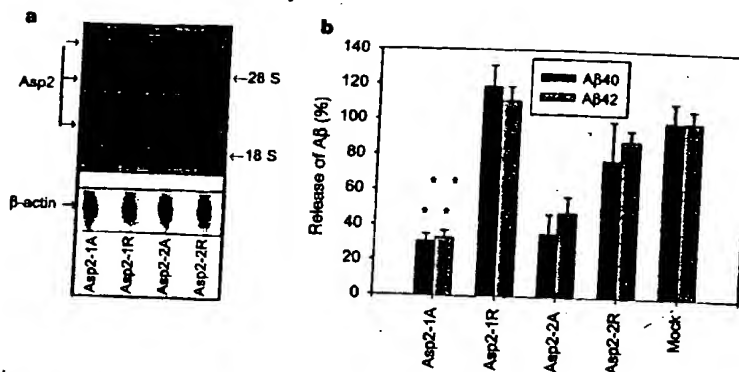 a
Asp2
28 S
18 S
β-actin
Asp2-1A
Asp2-1R
Asp2-2A
Asp2-2R
b
Release of Aβ (%)
140
120
100
80
60
40
20
0
Aβ40
Aβ42
* *
* *
Asp2-1A
Asp2-1R
Asp2-2A
Asp2-2R
Mock